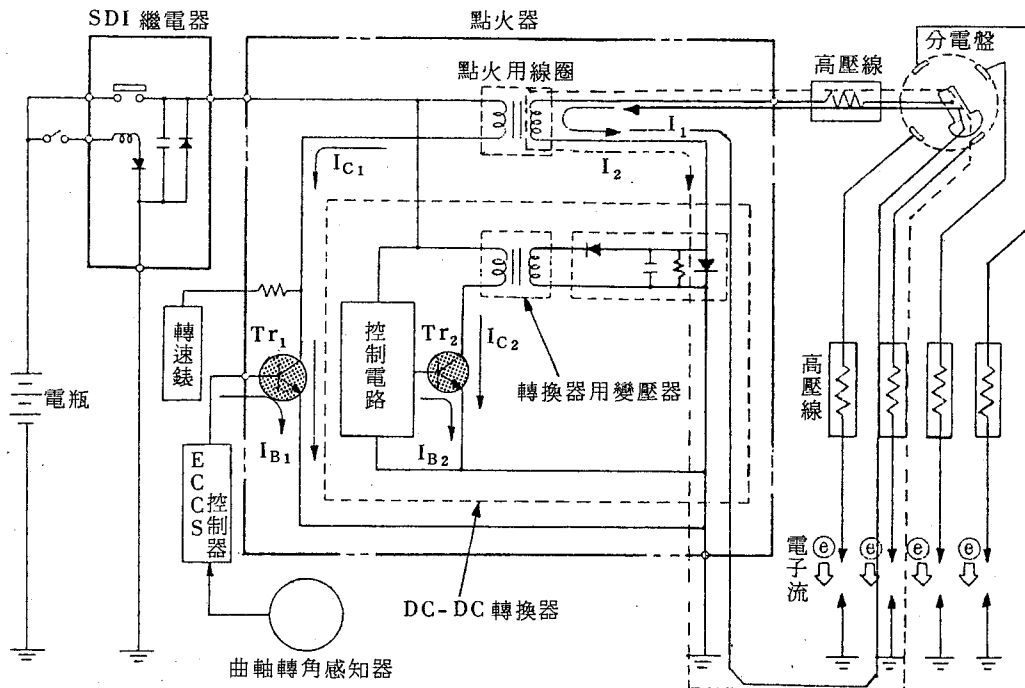 SDI 繼電器
點火器
點火用線圈
高壓線
分電盤
I1
I2
IC1
轉速錶
Tr1
控制電路
Tr2
IC2
轉換器用變壓器
電瓶
IB1
IB2
ECCS
控制器
高壓線
DC-DC 轉換器
電子流
e
e
e
e
曲軸轉角感知器